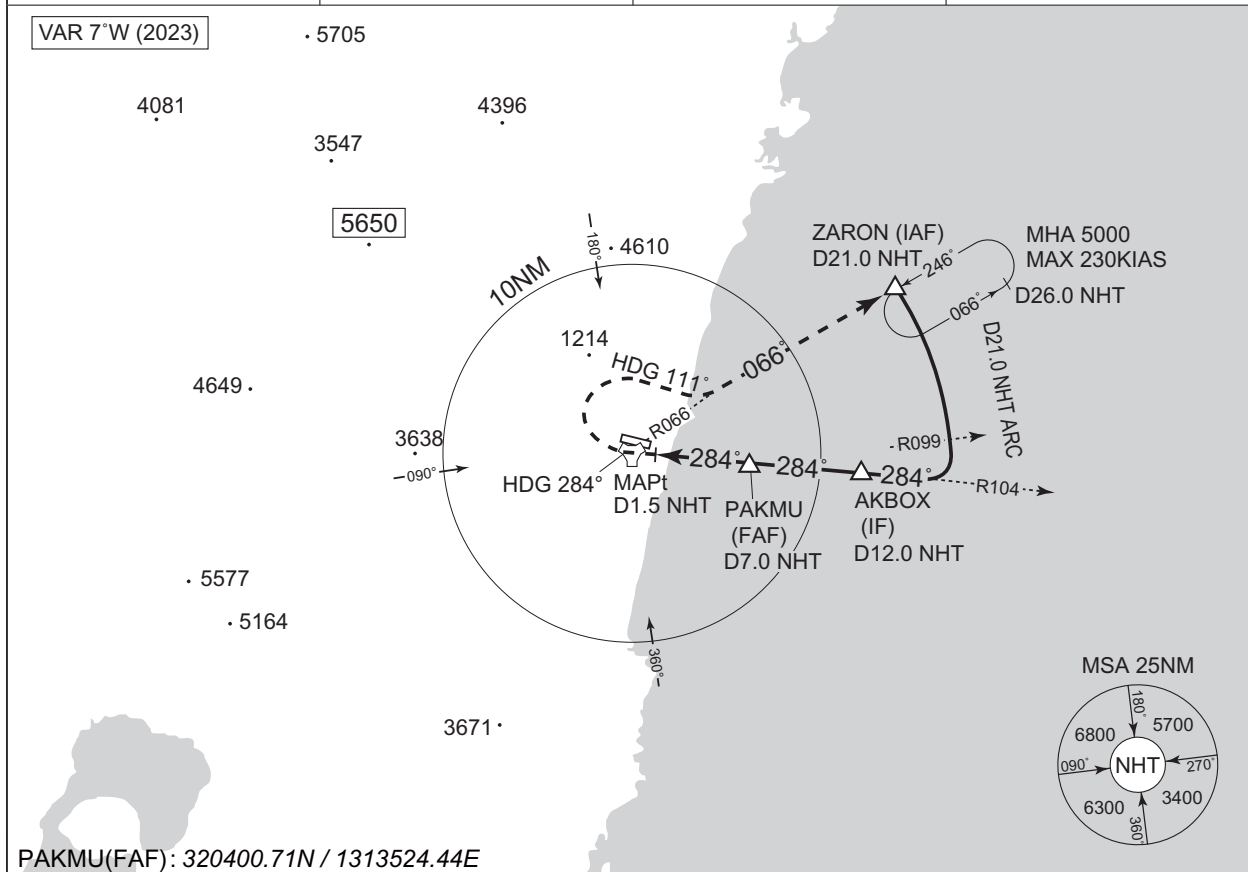 VAR 7°W (2023)
5705
4081
4396
3547
5650
ZARON (IAF)
D21.0 NHT
MHA 5000
MAX 230KIAS
D26.0 NHT
246°
066°
180°
4610
10NM
1214
HDG 111°
066°
R066
D21.0 NHT ARC
4649
3638
090°
R099
284°
284°
284°
R104
HDG 284°
MAPt
D1.5 NHT
PAKMU
(FAF)
D7.0 NHT
AKBOX
(IF)
D12.0 NHT
5577
5164
360°
3671
MSA 25NM
180°
6800
5700
090°
NHT
270°
6300
3400
360°
PAKMU(FAF): 320400.71N / 1313524.44E